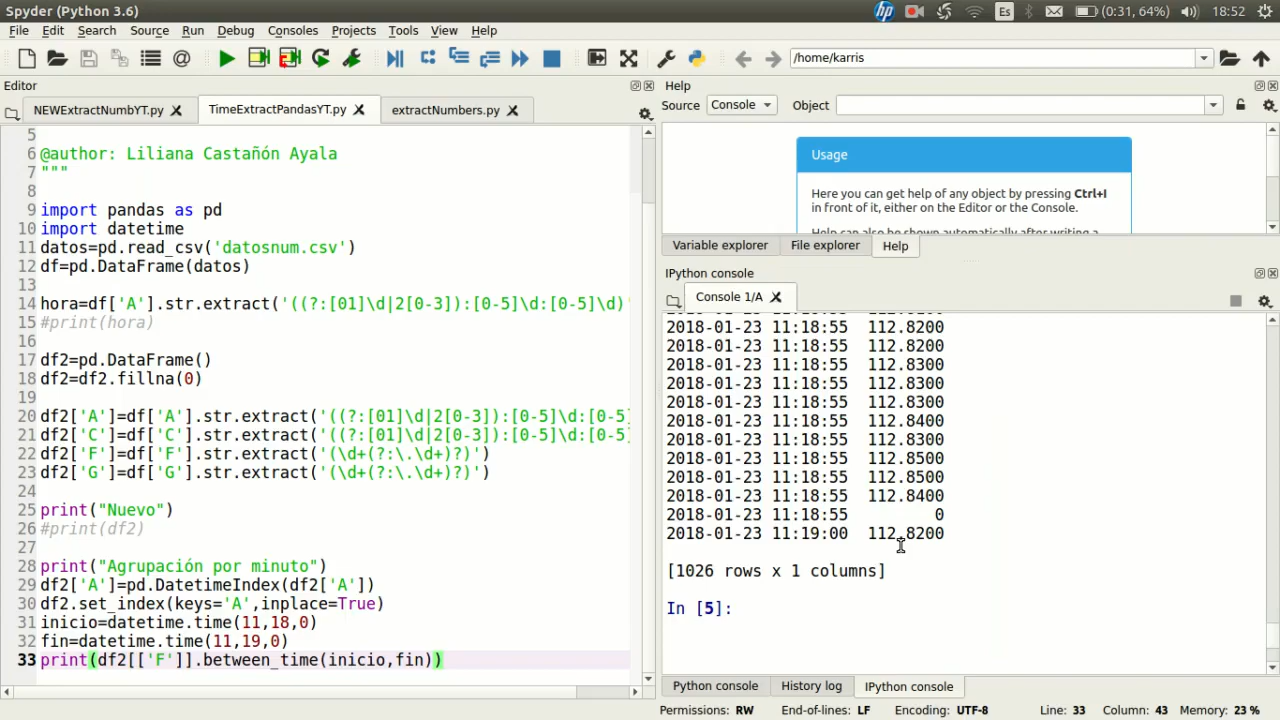 Spyder (Python 3.6)
hp
Es
(0:31, 64%)
18:52
File Edit Search Source Run Debug Consoles Projects Tools View Help
/home/karris
Editor
NEWExtractNumbYT.py
TimeExtractPandasYT.py
extractNumbers.py
5
6 @author: Liliana Castañón Ayala
7 """
8
9 import pandas as pd
10 import datetime
11 datos=pd.read_csv('datosnum.csv')
12 df=pd.DataFrame(datos)
13
14 hora=df['A'].str.extract('((?:[01]\d|2[0-3]):[0-5]\d:[0-5]\d)'
15 #print(hora)
16
17 df2=pd.DataFrame()
18 df2=df2.fillna(0)
19
20 df2['A']=df['A'].str.extract('((?:[01]\d|2[0-3]):[0-5]\d:[0-5]
21 df2['C']=df['C'].str.extract('((?:[01]\d|2[0-3]):[0-5]\d:[0-5]
22 df2['F']=df['F'].str.extract('(\d+(?:\.\d+)?)')
23 df2['G']=df['G'].str.extract('(\d+(?:\.\d+)?)')
24
25 print("Nuevo")
26 #print(df2)
27
28 print("Agrupación por minuto")
29 df2['A']=pd.DatetimeIndex(df2['A'])
30 df2.set_index(keys='A',inplace=True)
31 inicio=datetime.time(11,18,0)
32 fin=datetime.time(11,19,0)
33 print(df2[['F']].between_time(inicio,fin))
Help
Source Console Object
Usage
Here you can get help of any object by pressing Ctrl+I
in front of it, either on the Editor or the Console.
Help can also be shown automatically after writing a
Variable explorer File explorer Help
IPython console
Console 1/A
2018-01-23 11:18:55 112.8200
2018-01-23 11:18:55 112.8200
2018-01-23 11:18:55 112.8300
2018-01-23 11:18:55 112.8300
2018-01-23 11:18:55 112.8300
2018-01-23 11:18:55 112.8400
2018-01-23 11:18:55 112.8300
2018-01-23 11:18:55 112.8500
2018-01-23 11:18:55 112.8500
2018-01-23 11:18:55 112.8400
2018-01-23 11:18:55 0
2018-01-23 11:19:00 112.8200
[1026 rows x 1 columns]
In [5]:
Python console History log IPython console
Permissions: RW End-of-lines: LF Encoding: UTF-8 Line: 33 Column: 43 Memory: 23 %